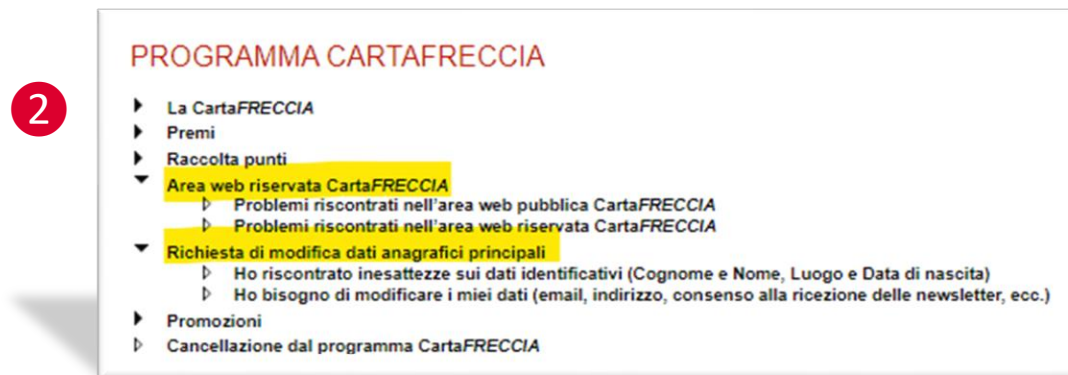 PROGRAMMA CARTAFRECCIA
2
La CartaFRECCIA
Premi
Raccolta punti
Area web riservata CartaFRECCIA
Problemi riscontrati nell'area web pubblica CartaFRECCIA
Problemi riscontrati nell'area web riservata CartaFRECCIA
Richiesta di modifica dati anagrafici principali
Ho riscontrato inesattezze sui dati identificativi (Cognome e Nome, Luogo e Data di nascita)
Ho bisogno di modificare i miei dati (email, indirizzo, consenso alla ricezione delle newsletter, ecc.)
Promozioni
Cancellazione dal programma CartaFRECCIA